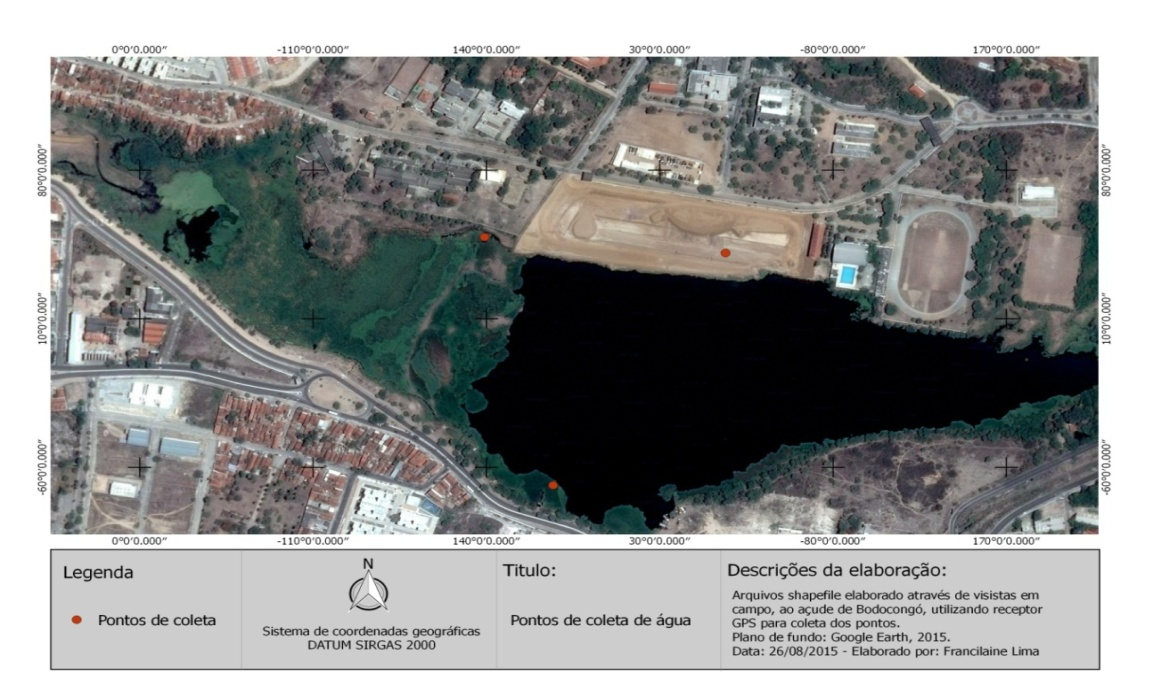 0°0'0.000″ -110°0'0.000″ 140°0'0.000″ 30°0'0.000″ -80°0'0.000″ 170°0'0.000″
80°0'0.000″ 80°0'0.000″
10°0'0.000″ 10°0'0.000″
-60°0'0.000″ -60°0'0.000″
0°0'0.000″ -110°0'0.000″ 140°0'0.000″ 30°0'0.000″ -80°0'0.000″ 170°0'0.000″
Legenda
Pontos de coleta
N
Sistema de coordenadas geográficas
DATUM SIRGAS 2000
Titulo:
Pontos de coleta de água
Descrições da elaboração:
Arquivos shapefile elaborado através de visistas em
campo, ao açude de Bodocongó, utilizando receptor
GPS para coleta dos pontos.
Plano de fundo: Google Earth, 2015.
Data: 26/08/2015 - Elaborado por: Francilaine Lima